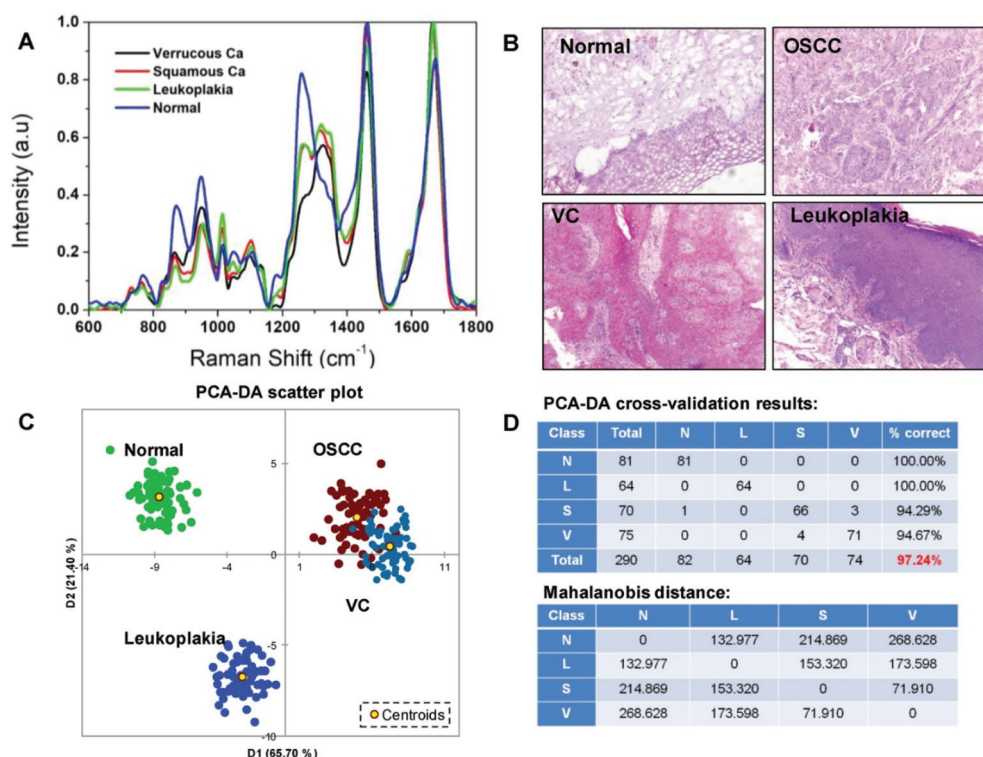 A
Verrucous Ca
Squamous Ca
Leukoplakia
Normal
Intensity (a.u)
1.0
0.8
0.6
0.4
0.2
0.0
600 800 1000 1200 1400 1600 1800
Raman Shift (cm⁻¹)
B
Normal
OSCC
VC
Leukoplakia
PCA-DA scatter plot
C
Normal
OSCC
VC
Leukoplakia
Centroids
5
0
-5
-10
-14 -9 -4 1 6 11
D2 (21.40 %)
D1 (65.70 %)
PCA-DA cross-validation results:
D
Class Total N L S V % correct
N 81 81 0 0 0 100.00%
L 64 0 64 0 0 100.00%
S 70 1 0 66 3 94.29%
V 75 0 0 4 71 94.67%
Total 290 82 64 70 74 97.24%
Mahalanobis distance:
Class N L S V
N 0 132.977 214.869 268.628
L 132.977 0 153.320 173.598
S 214.869 153.320 0 71.910
V 268.628 173.598 71.910 0